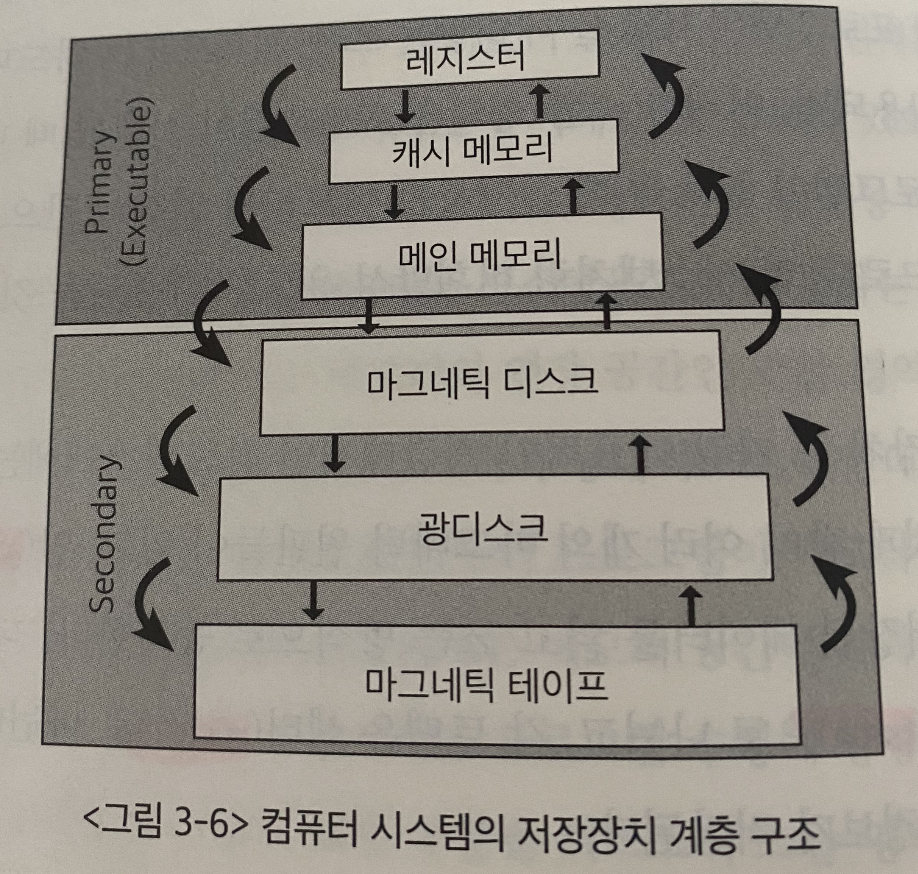 Primary
(Executable)
레지스터
캐시 메모리
메인 메모리
Secondary
마그네틱 디스크
광디스크
마그네틱 테이프
<그림 3-6> 컴퓨터 시스템의 저장장치 계층 구조